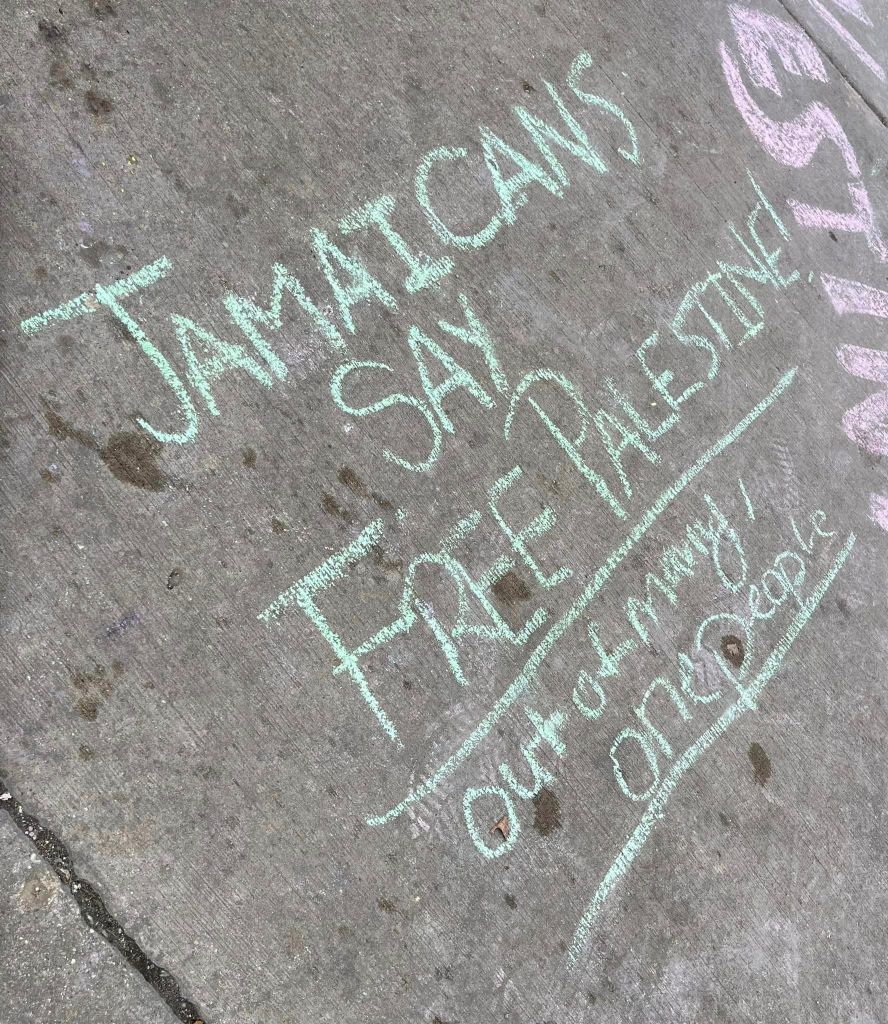 JAMAICANS
SAY
FREE PALESTINE!
out of many,
one people